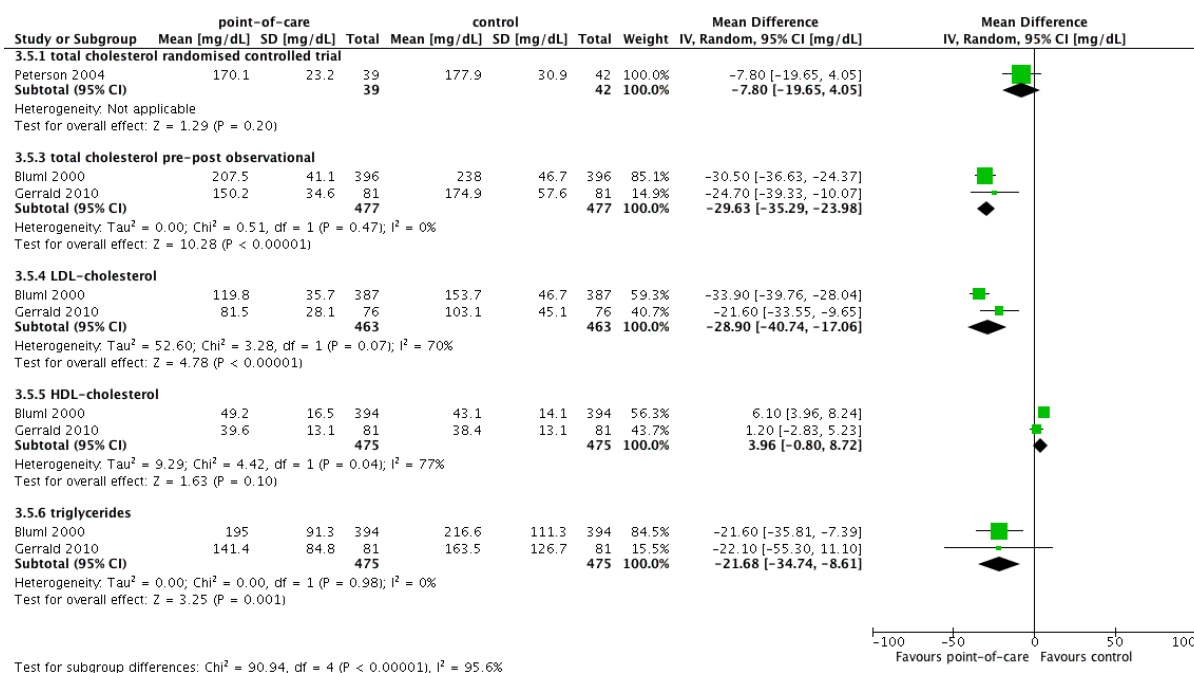 point-of-care control Mean Difference Mean Difference
Study or Subgroup Mean [mg/dL] SD [mg/dL] Total Mean [mg/dL] SD [mg/dL] Total Weight IV, Random, 95% CI [mg/dL] IV, Random, 95% CI [mg/dL]
3.5.1 total cholesterol randomised controlled trial
Peterson 2004 170.1 23.2 39 177.9 30.9 42 100.0% -7.80 [-19.65, 4.05]
Subtotal (95% CI) 39 42 100.0% -7.80 [-19.65, 4.05]
Heterogeneity: Not applicable
Test for overall effect: Z = 1.29 (P = 0.20)
3.5.3 total cholesterol pre-post observational
Bluml 2000 207.5 41.1 396 238 46.7 396 85.1% -30.50 [-36.63, -24.37]
Gerrald 2010 150.2 34.6 81 174.9 57.6 81 14.9% -24.70 [-39.33, -10.07]
Subtotal (95% CI) 477 477 100.0% -29.63 [-35.29, -23.98]
Heterogeneity: Tau² = 0.00; Chi² = 0.51, df = 1 (P = 0.47); I² = 0%
Test for overall effect: Z = 10.28 (P < 0.00001)
3.5.4 LDL-cholesterol
Bluml 2000 119.8 35.7 387 153.7 46.7 387 59.3% -33.90 [-39.76, -28.04]
Gerrald 2010 81.5 28.1 76 103.1 45.1 76 40.7% -21.60 [-33.55, -9.65]
Subtotal (95% CI) 463 463 100.0% -28.90 [-40.74, -17.06]
Heterogeneity: Tau² = 52.60; Chi² = 3.28, df = 1 (P = 0.07); I² = 70%
Test for overall effect: Z = 4.78 (P < 0.00001)
3.5.5 HDL-cholesterol
Bluml 2000 49.2 16.5 394 43.1 14.1 394 56.3% 6.10 [3.96, 8.24]
Gerrald 2010 39.6 13.1 81 38.4 13.1 81 43.7% 1.20 [-2.83, 5.23]
Subtotal (95% CI) 475 475 100.0% 3.96 [-0.80, 8.72]
Heterogeneity: Tau² = 9.29; Chi² = 4.42, df = 1 (P = 0.04); I² = 77%
Test for overall effect: Z = 1.63 (P = 0.10)
3.5.6 triglycerides
Bluml 2000 195 91.3 394 216.6 111.3 394 84.5% -21.60 [-35.81, -7.39]
Gerrald 2010 141.4 84.8 81 163.5 126.7 81 15.5% -22.10 [-55.30, 11.10]
Subtotal (95% CI) 475 475 100.0% -21.68 [-34.74, -8.61]
Heterogeneity: Tau² = 0.00; Chi² = 0.00, df = 1 (P = 0.98); I² = 0%
Test for overall effect: Z = 3.25 (P = 0.001)
-100 -50 0 50 100
Favours point-of-care Favours control
Test for subgroup differences: Chi² = 90.94, df = 4 (P < 0.00001), I² = 95.6%